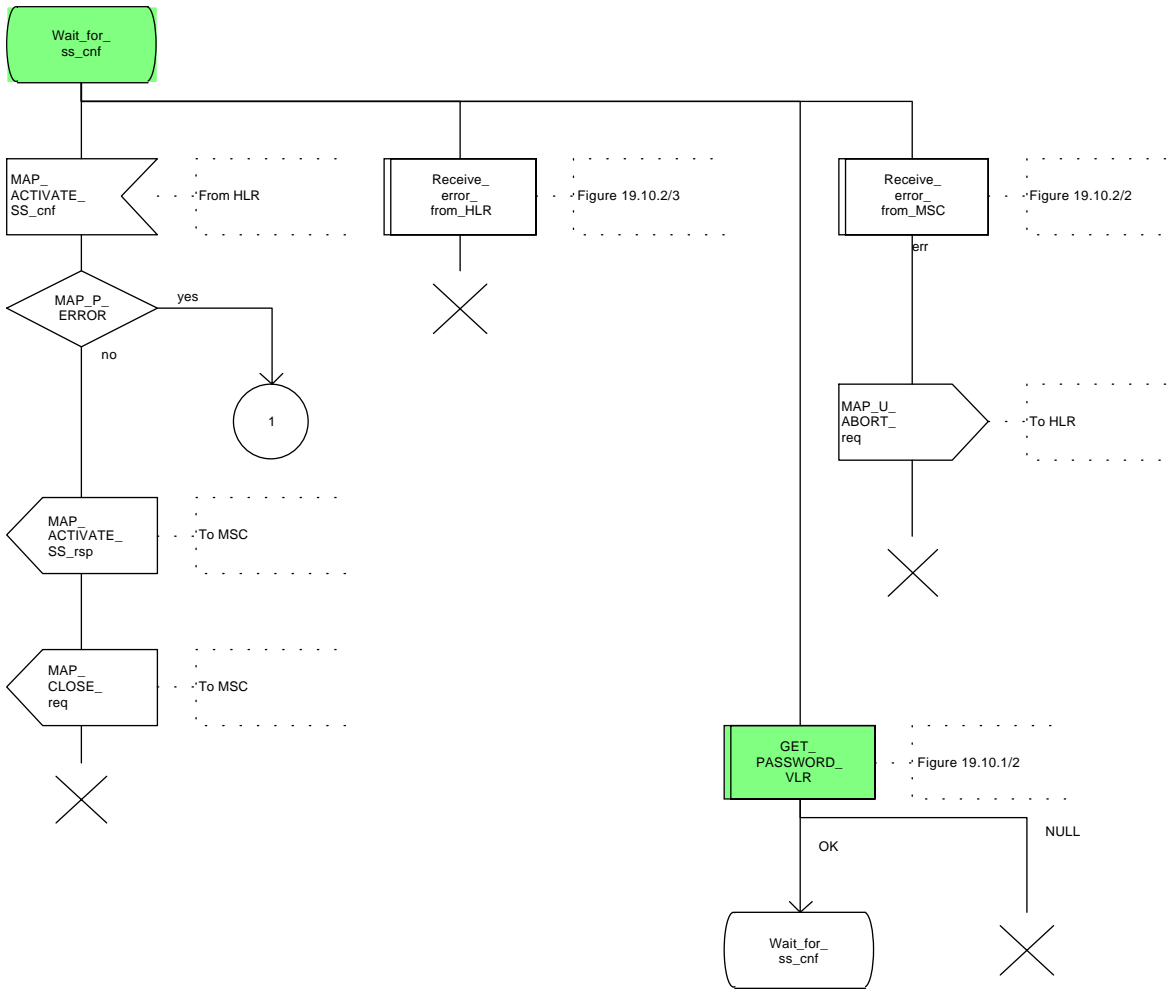 Wait_for_
ss_cnf
MAP_
ACTIVATE_
SS_cnf
From HLR
Receive_
error_
from_HLR
Figure 19.10.2/3
Receive_
error_
from_MSC
Figure 19.10.2/2
err
MAP_P_
ERROR
yes
no
1
MAP_U_
ABORT_
req
To HLR
MAP_
ACTIVATE_
SS_rsp
To MSC
MAP_
CLOSE_
req
To MSC
GET_
PASSWORD_
VLR
Figure 19.10.1/2
OK
NULL
Wait_for_
ss_cnf